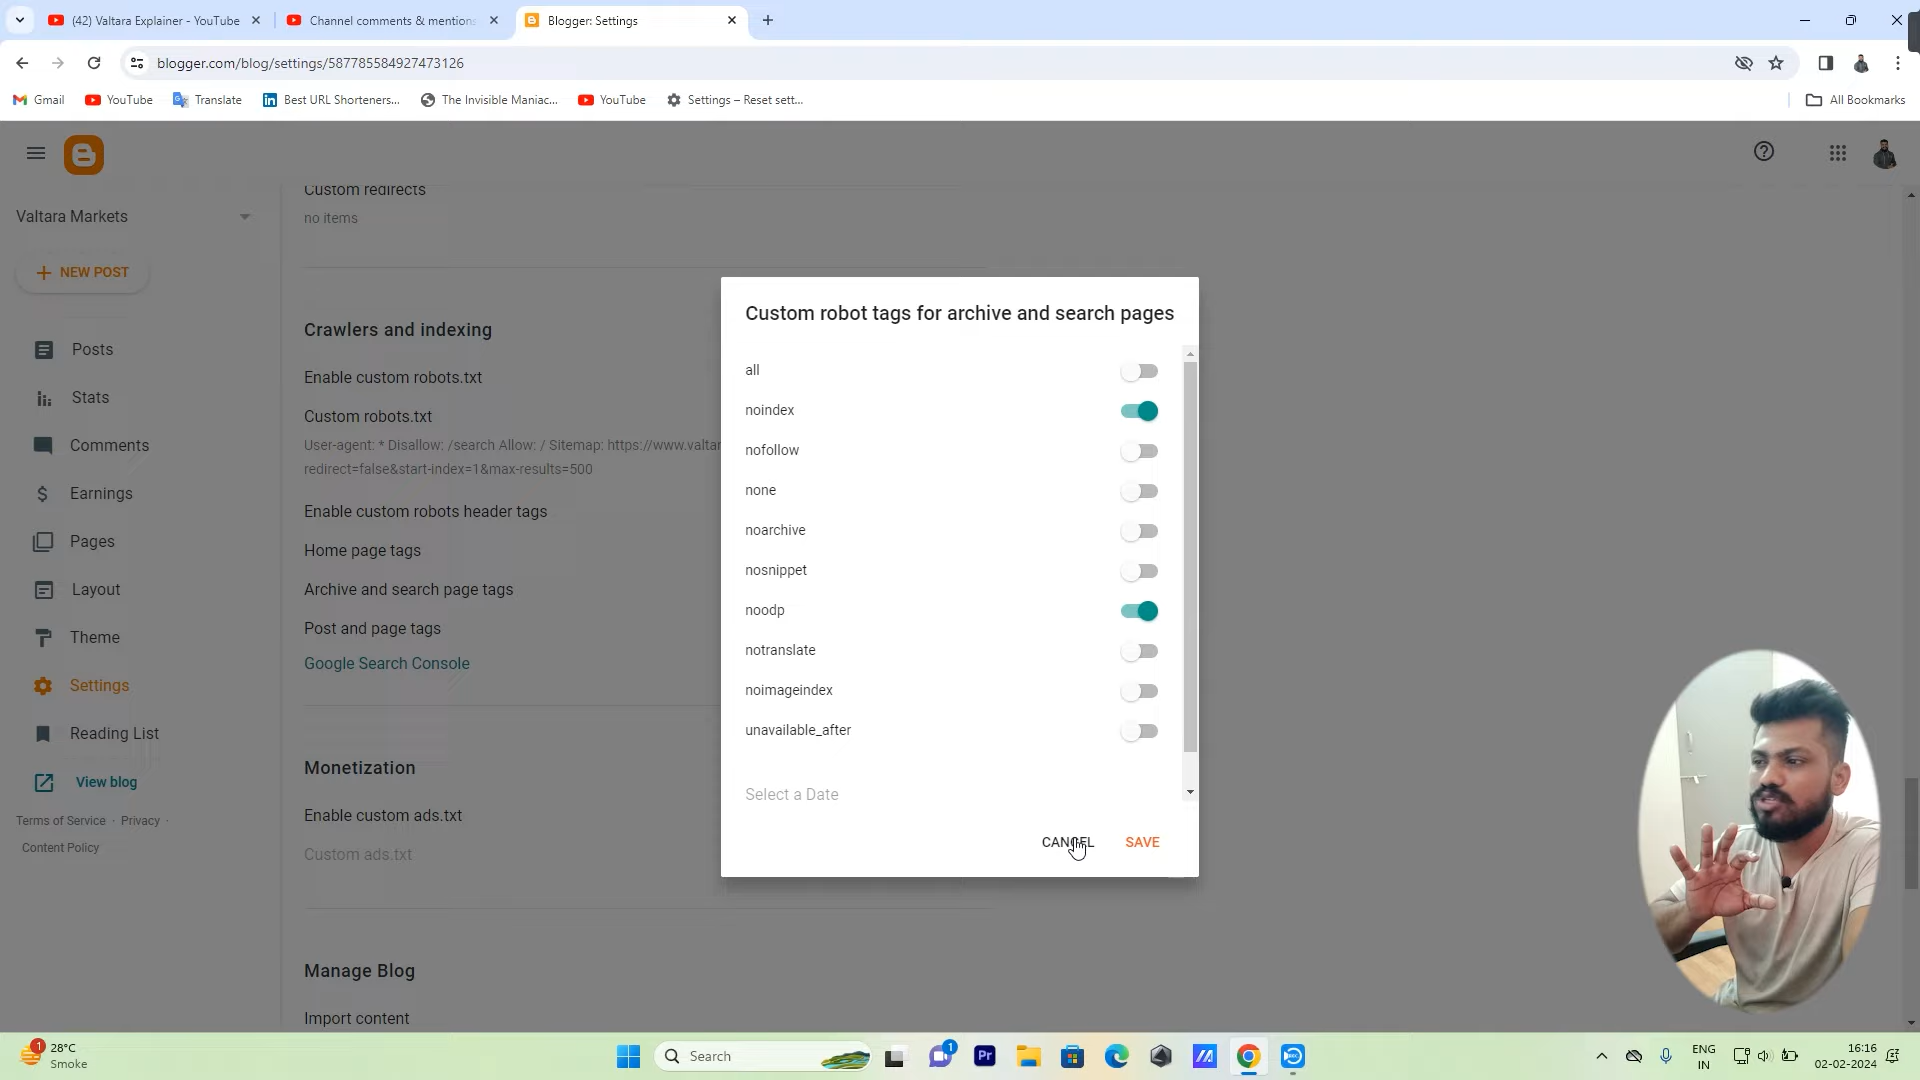 (42) Valtara Explainer - YouTube
Channel comments & mentions
Blogger: Settings
blogger.com/blog/settings/587785584927473126
Gmail
YouTube
Translate
Best URL Shorteners...
The Invisible Maniac...
YouTube
Settings – Reset sett...
All Bookmarks
Valtara Markets
NEW POST
Posts
Stats
Comments
Earnings
Pages
Layout
Theme
Settings
Reading List
View blog
Terms of Service · Privacy ·
Content Policy
Custom redirects
no items
Crawlers and indexing
Enable custom robots.txt
Custom robots.txt
User-agent: * Disallow: /search Allow: / Sitemap: https://www.valtar
redirect=false&start-index=1&max-results=500
Enable custom robots header tags
Home page tags
Archive and search page tags
Post and page tags
Google Search Console
Monetization
Enable custom ads.txt
Custom ads.txt
Manage Blog
Import content
Custom robot tags for archive and search pages
all
noindex
nofollow
none
noarchive
nosnippet
noodp
notranslate
noimageindex
unavailable_after
Select a Date
CANCEL SAVE
1
28°C
Smoke
Search
1
Pr
ENG
IN
16:16
02-02-2024